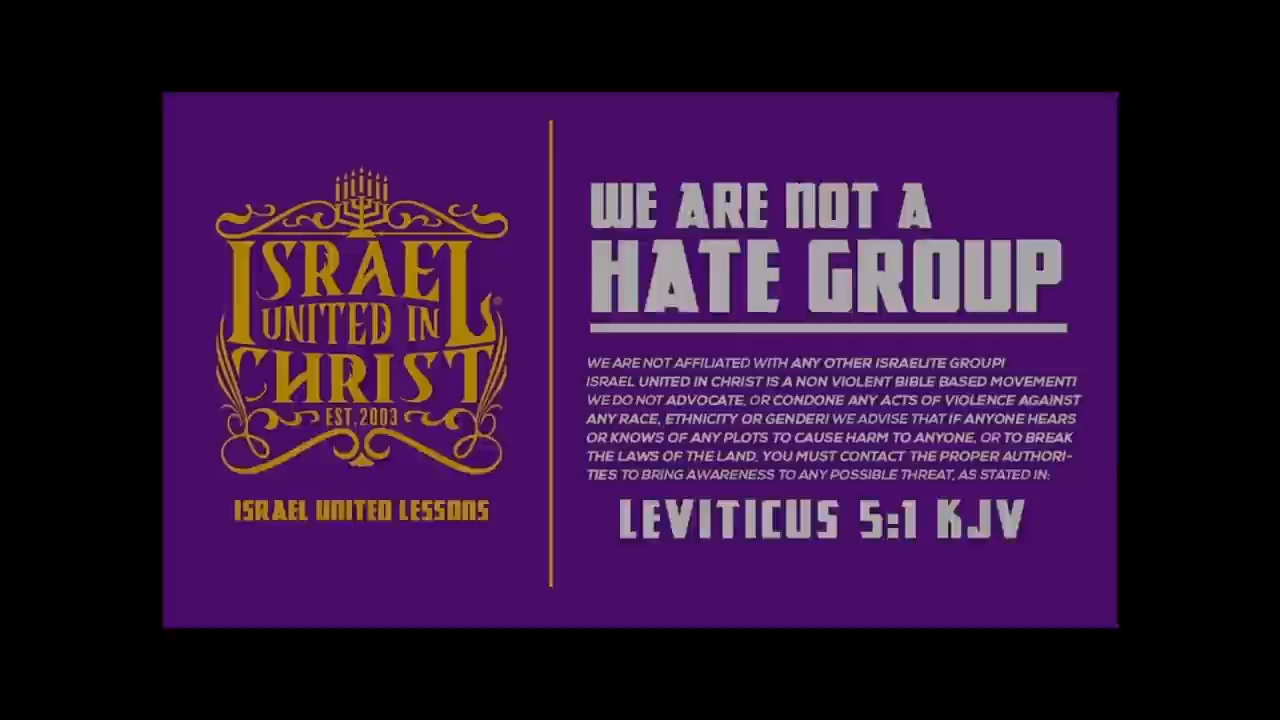 ISRAEL
UNITED IN
CHRIST
EST. 2003
ISRAEL UNITED LESSONS
WE ARE NOT A
HATE GROUP
WE ARE NOT AFFILIATED WITH ANY OTHER ISRAELITE GROUP!
ISRAEL UNITED IN CHRIST IS A NON VIOLENT BIBLE BASED MOVEMENT!
WE DO NOT ADVOCATE, OR CONDONE ANY ACTS OF VIOLENCE AGAINST
ANY RACE, ETHNICITY OR GENDER! WE ADVISE THAT IF ANYONE HEARS
OR KNOWS OF ANY PLOTS TO CAUSE HARM TO ANYONE, OR TO BREAK
THE LAWS OF THE LAND, YOU MUST CONTACT THE PROPER AUTHORI-
TIES TO BRING AWARENESS TO ANY POSSIBLE THREAT, AS STATED IN:
LEVITICUS 5:1 KJV